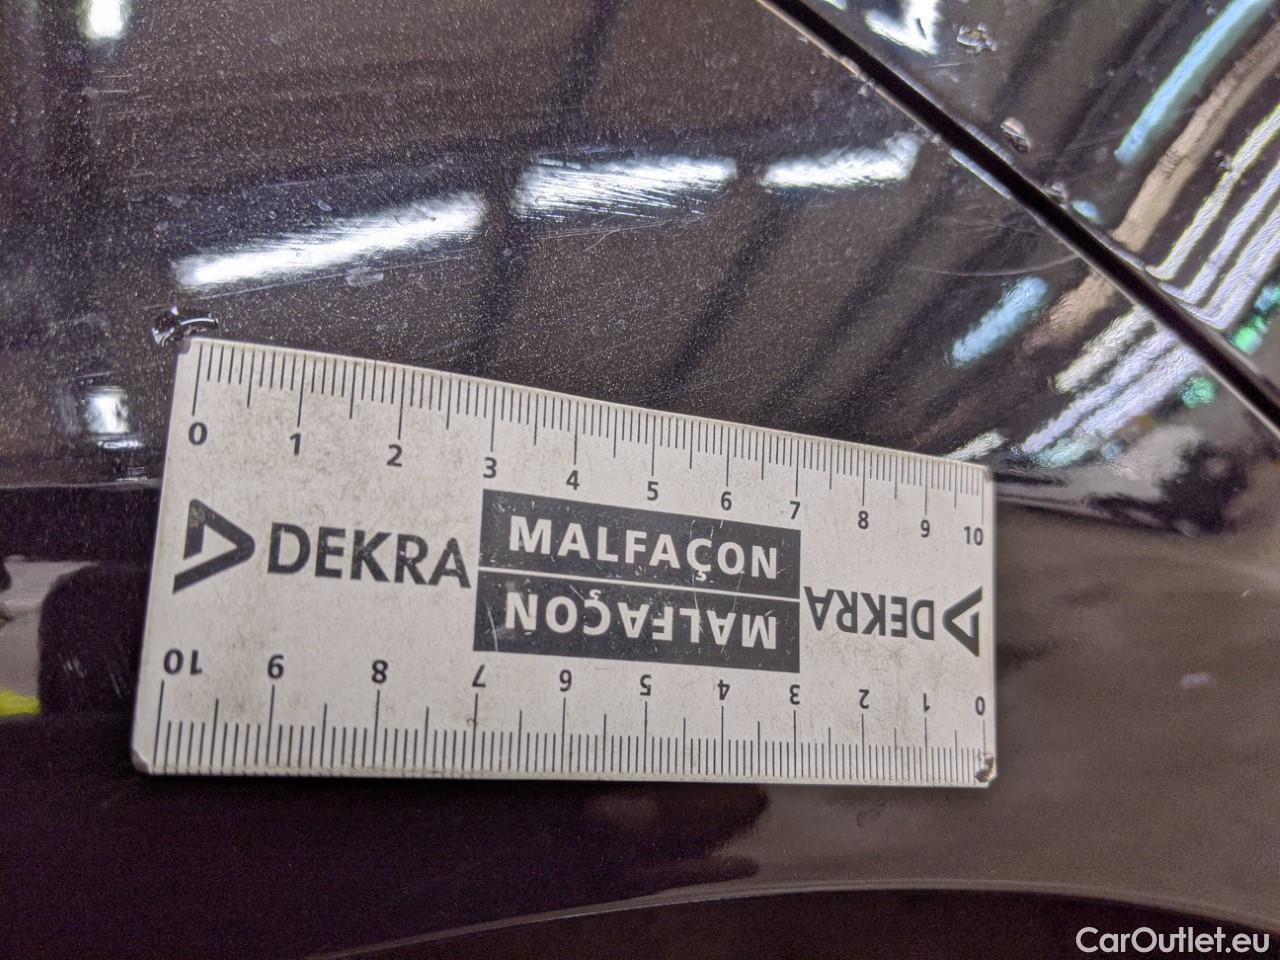 0 1 2 3 4 5 6 7 8 9 10
DEKRA
MALFAÇON
MALFAÇON
DEKRA
10 9 8 7 6 5 4 3 2 1 0
CarOutlet.eu